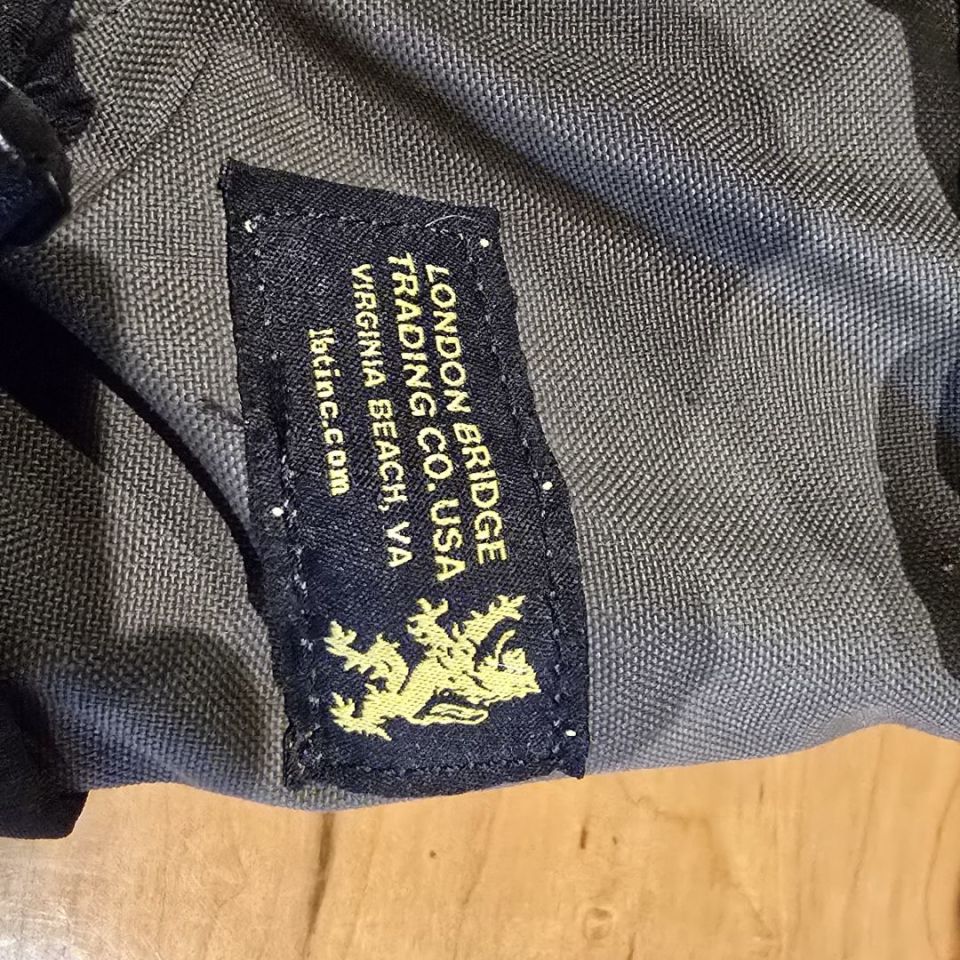 LONDON BRIDGE
TRADING CO. USA
VIRGINIA BEACH, VA
lbtinc.com